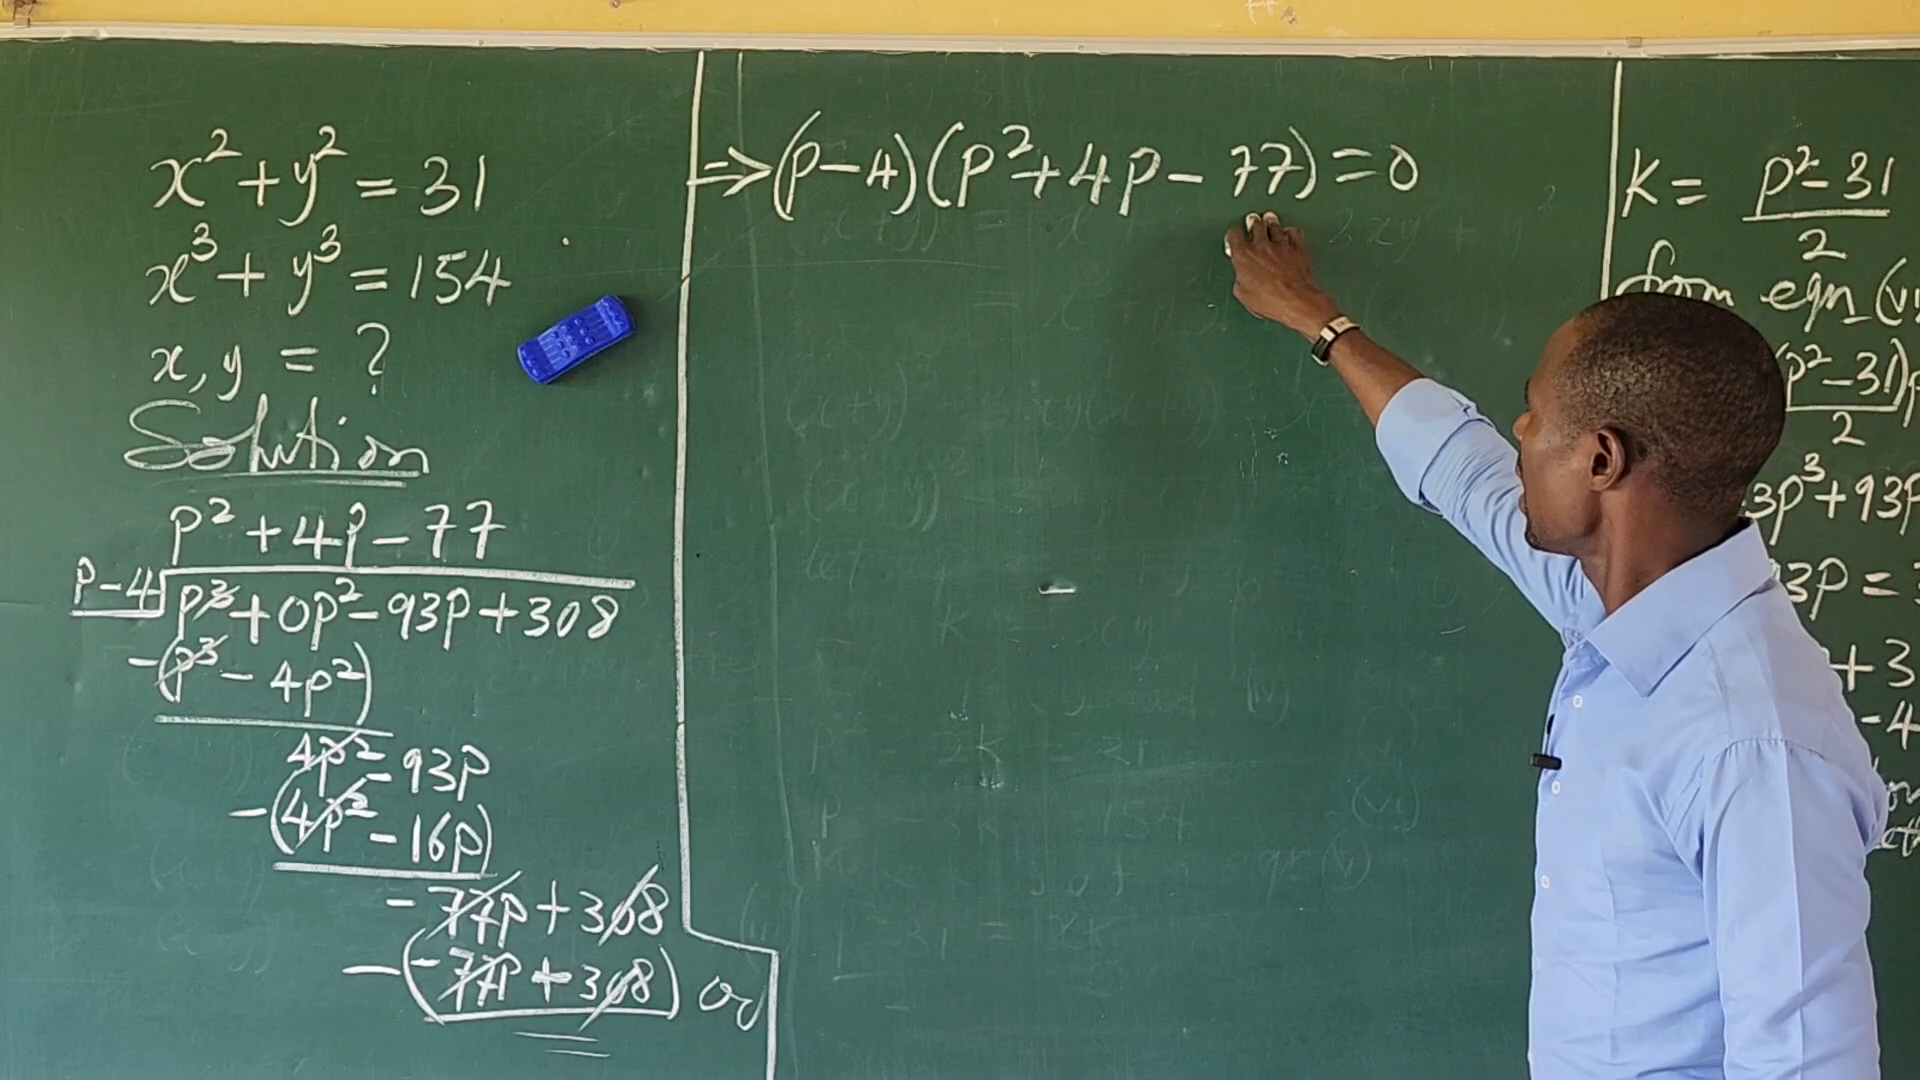 x² + y² = 31
x³ + y³ = 154
x, y = ?
Solution
p² + 4p - 77
p - 4 p³ + 0p² - 93p + 308
-(p³ - 4p²)
4p² - 93p
-(4p² - 16p)
- 77p + 308
-(-77p + 308) or
=> (p - 4)(p² + 4p - 77) = 0
K = p² - 31
2
from eqn (v
(p² - 31)p
2
3p³ + 93p
3p =
+ 3
- 4